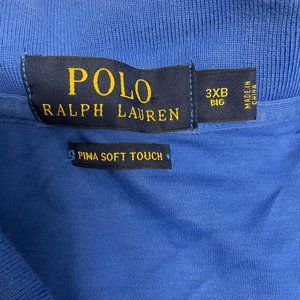 POLO
RALPH LAUREN
3XB
BIG
MADE IN
CHINA
PIMA SOFT TOUCH